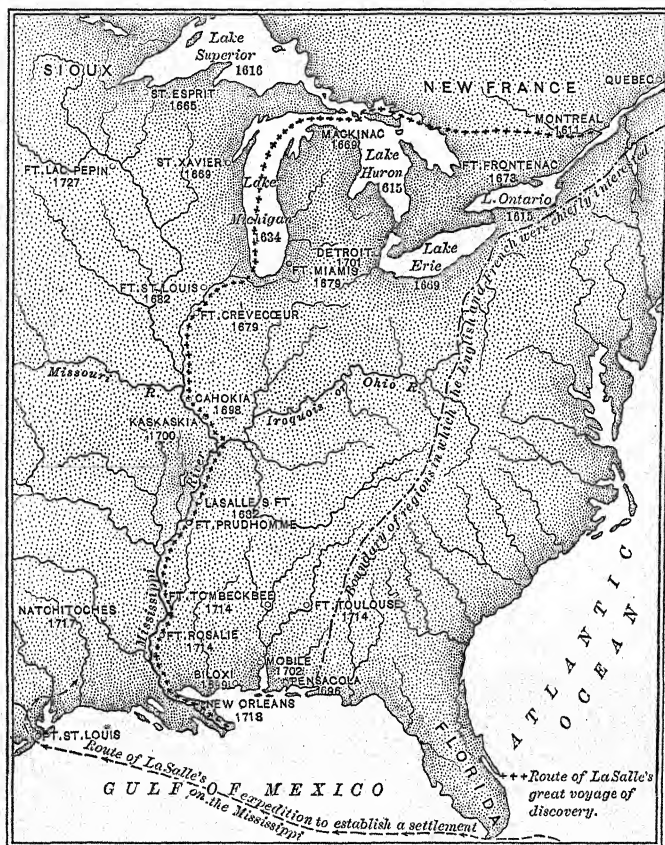 Lake
Superior
1616
SIOUX
ST. ESPRIT
1665
NEW FRANCE
QUEBEC
MONTREAL
1611
MACKINAC
1669
ST. XAVIER
1669
FT. LAC PEPIN
1727
Lake
Huron
1615
FT. FRONTENAC
1673
L. Ontario
1615
Lake
Michigan
1634
DETROIT
1701
FT. MIAMIS
1679
Lake
Erie
1669
FT. ST. LOUIS
1682
FT. CREVECŒUR
1679
Boundary of regions in which the English and French were chiefly interested
Missouri R.
CAHOKIA
1698
Iroquois or Ohio R.
KASKASKIA
1700
Mississippi River
LASALLE'S FT.
1682
FT. PRUDHOMME
FT. TOMBECKBEE
1714
FT. TOULOUSE
1714
NATCHITOCHES
1717
FT. ROSALIE
1714
MOBILE
1702
BILOXI
PENSACOLA
1696
NEW ORLEANS
1718
FT. ST. LOUIS
FLORIDA
ATLANTIC
OCEAN
GULF OF MEXICO
Route of LaSalle's expedition to establish a settlement
on the Mississippi
+++Route of LaSalle's
great voyage of
discovery.